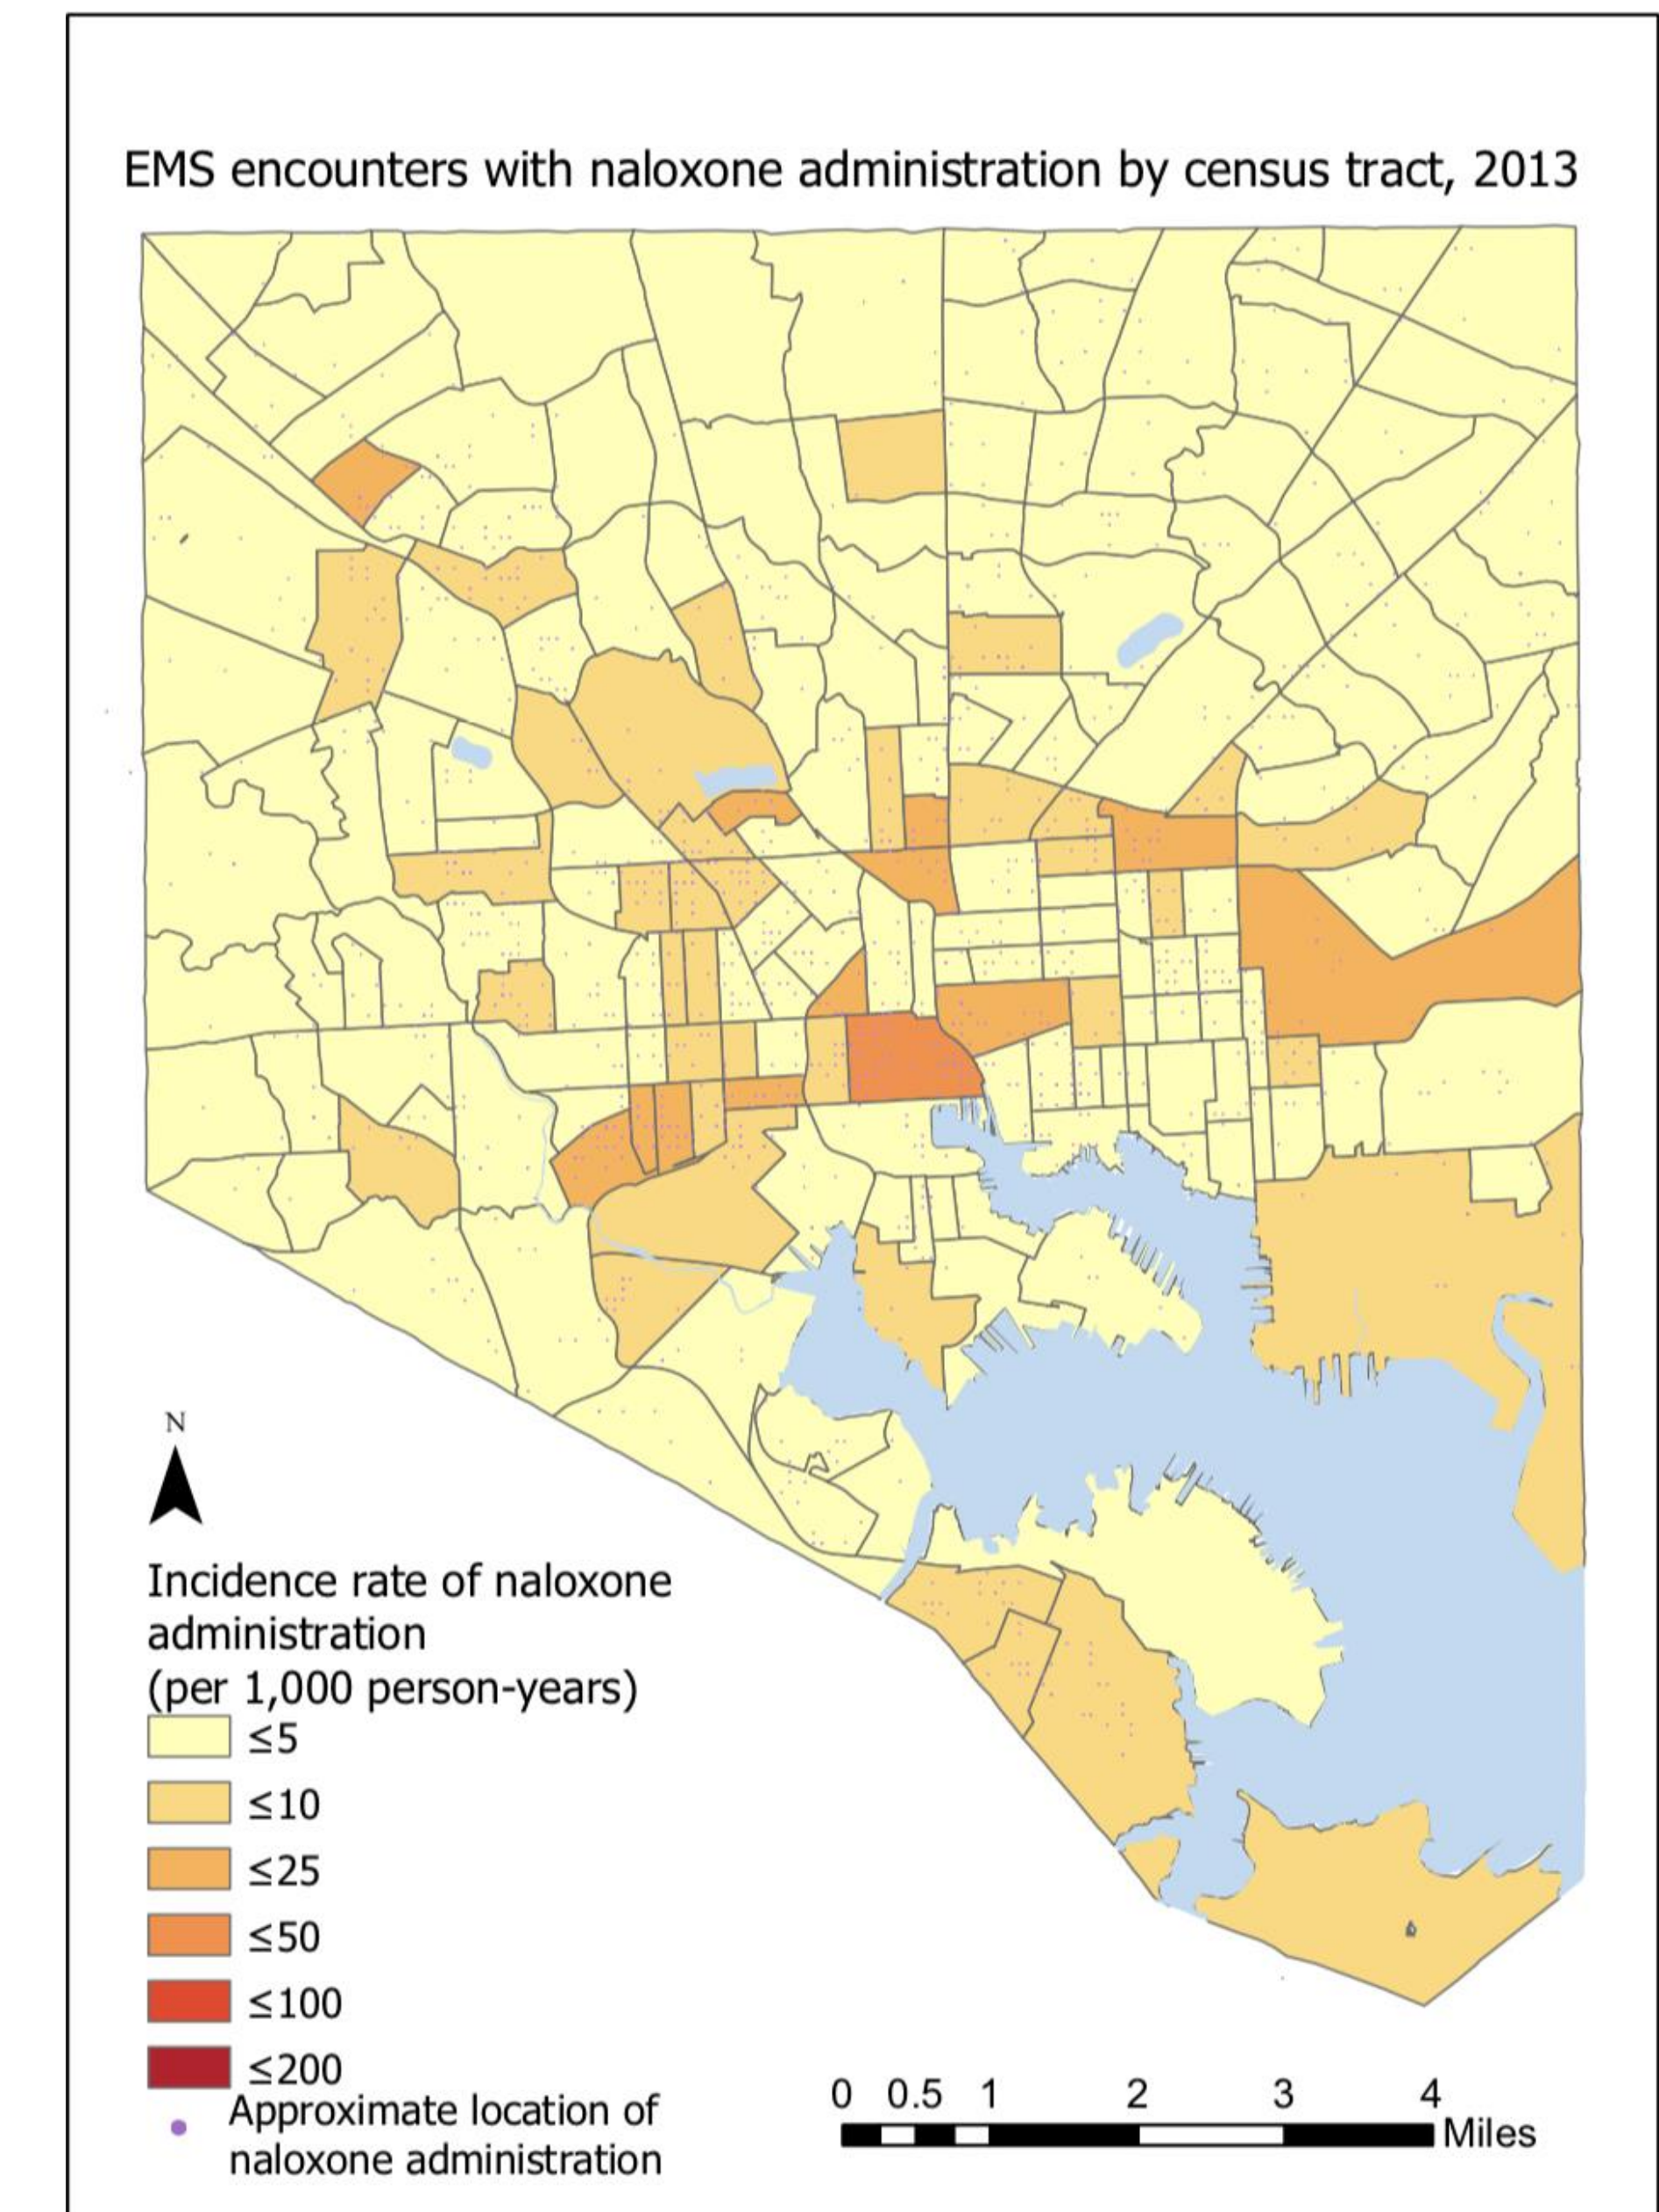 EMS encounters with naloxone administration by census tract, 2013
N
Incidence rate of naloxone
administration
(per 1,000 person-years)
≤5
≤10
≤25
≤50
≤100
≤200
Approximate location of
naloxone administration
0 0.5 1 2 3 4
Miles